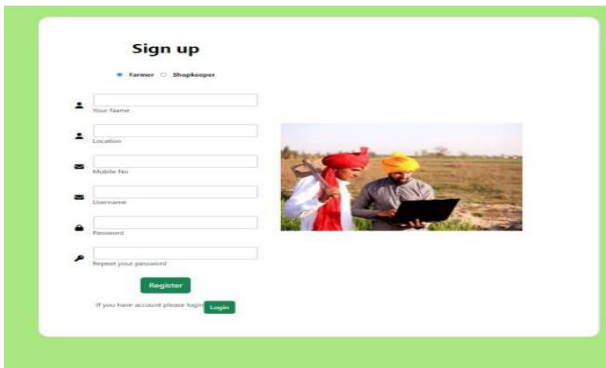 Sign up
Farmer Shopkeeper
Your Name
Location
Mobile No
Username
Password
Repeat your password
Register
If you have account please login Login